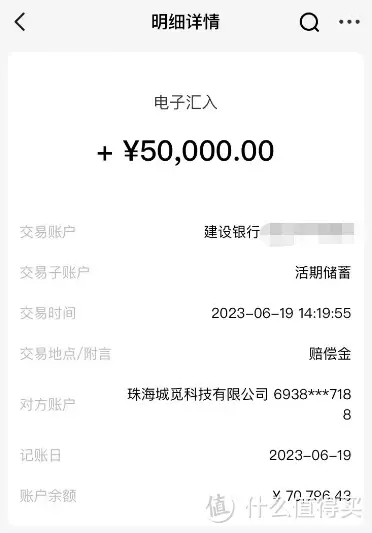 明细详情
电子汇入
+ ¥50,000.00
交易账户 建设银行
交易子账户 活期储蓄
交易时间 2023-06-19 14:19:55
交易地点/附言 赔偿金
对方账户 珠海城觅科技有限公司 6938***718
8
记账日 2023-06-19
账户余额 ¥ 70,796.43
什么值得买